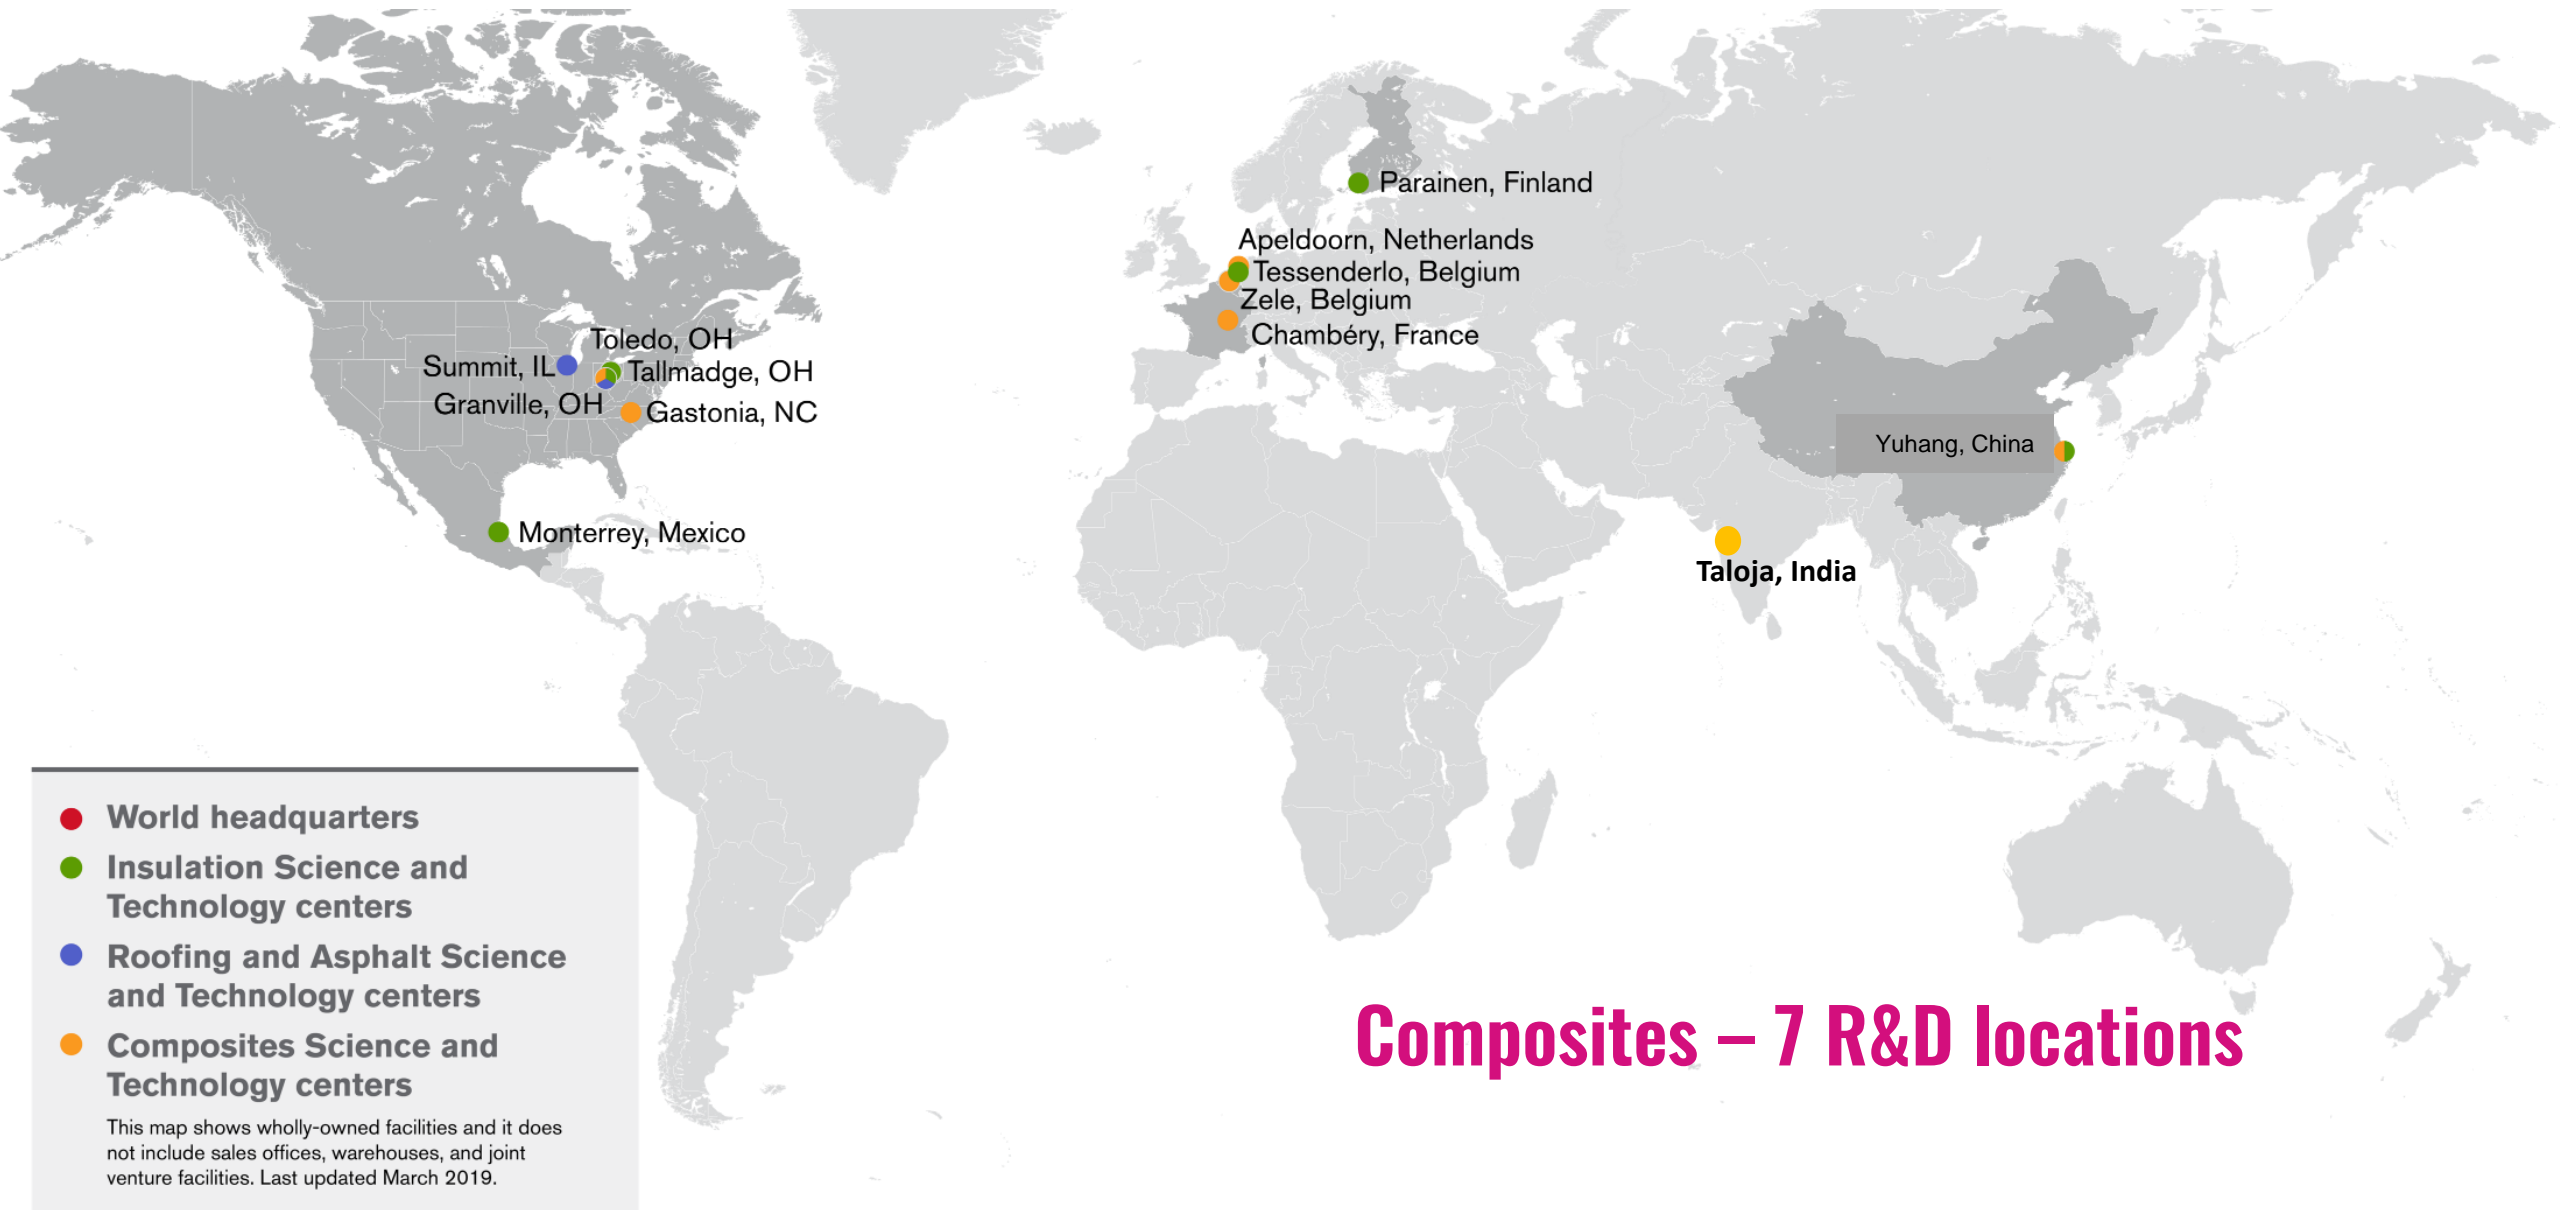 Parainen, Finland
Apeldoorn, Netherlands
Tessenderlo, Belgium
Zele, Belgium
Chambéry, France
Toledo, OH
Summit, IL
Tallmadge, OH
Granville, OH
Gastonia, NC
Monterrey, Mexico
Yuhang, China
Taloja, India
World headquarters
Insulation Science and
Technology centers
Roofing and Asphalt Science
and Technology centers
Composites Science and
Technology centers
This map shows wholly-owned facilities and it does
not include sales offices, warehouses, and joint
venture facilities. Last updated March 2019.
Composites – 7 R&D locations